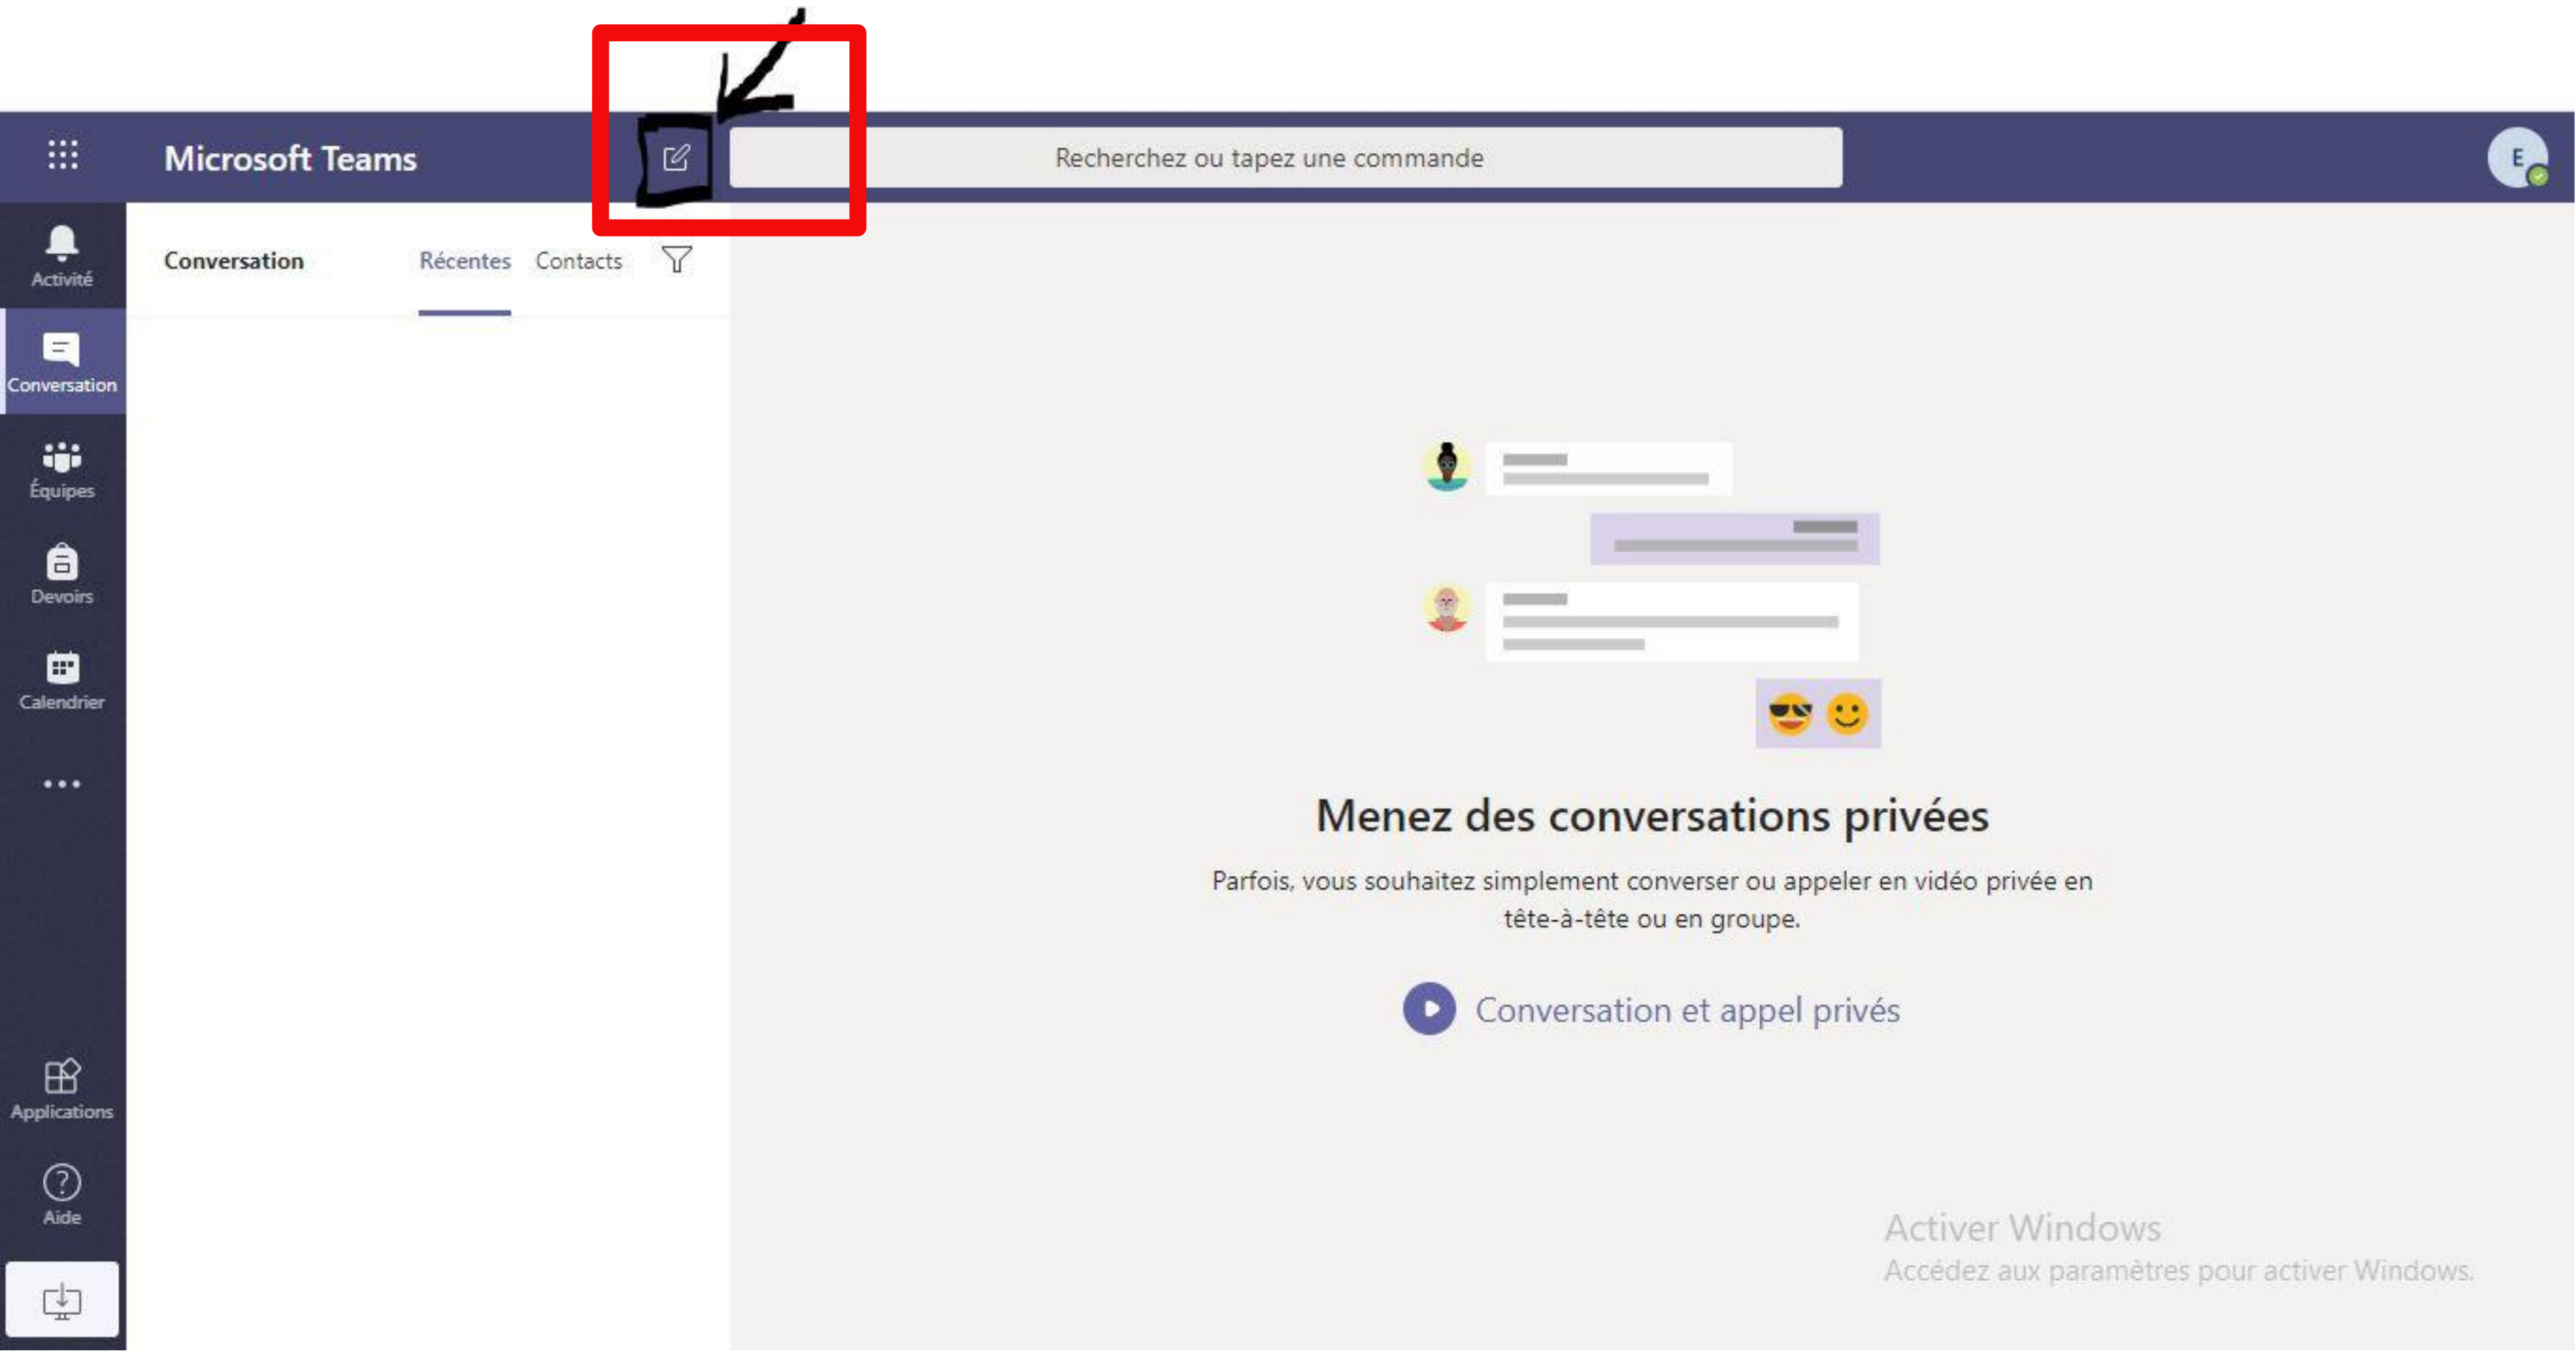 Microsoft Teams
Recherchez ou tapez une commande
E
Activité
Conversation
Récentes
Contacts
Conversation
Équipes
Devoirs
Calendrier
Menez des conversations privées
Parfois, vous souhaitez simplement converser ou appeler en vidéo privée en
tête-à-tête ou en groupe.
Conversation et appel privés
Applications
Aide
Activer Windows
Accédez aux paramètres pour activer Windows.